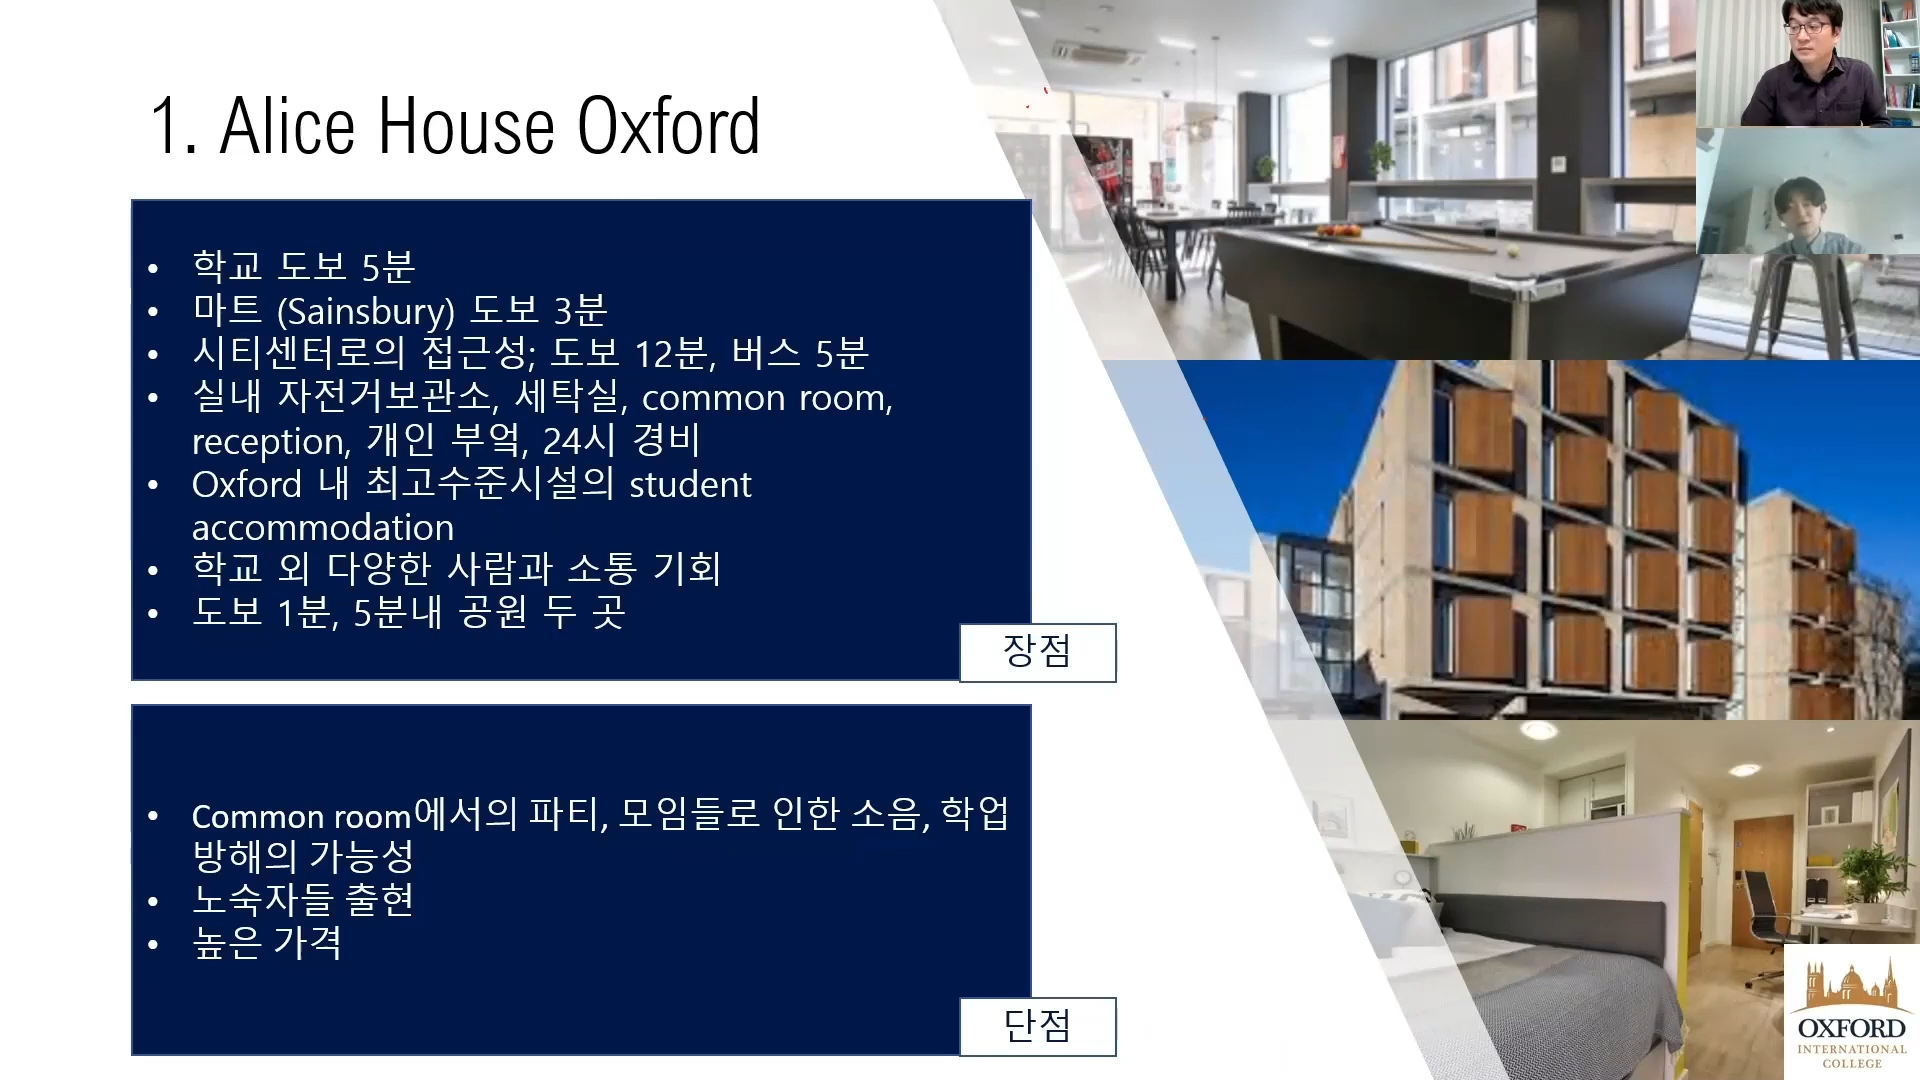 1. Alice House Oxford
• 학교 도보 5분
• 마트 (Sainsbury) 도보 3분
• 시티센터로의 접근성; 도보 12분, 버스 5분
• 실내 자전거보관소, 세탁실, common room,
reception, 개인 부엌, 24시 경비
• Oxford 내 최고수준시설의 student
accommodation
• 학교 외 다양한 사람과 소통 기회
• 도보 1분, 5분내 공원 두 곳
장점
• Common room에서의 파티, 모임들로 인한 소음, 학업
방해의 가능성
• 노숙자들 출현
• 높은 가격
단점
OXFORD
INTERNATIONAL
COLLEGE